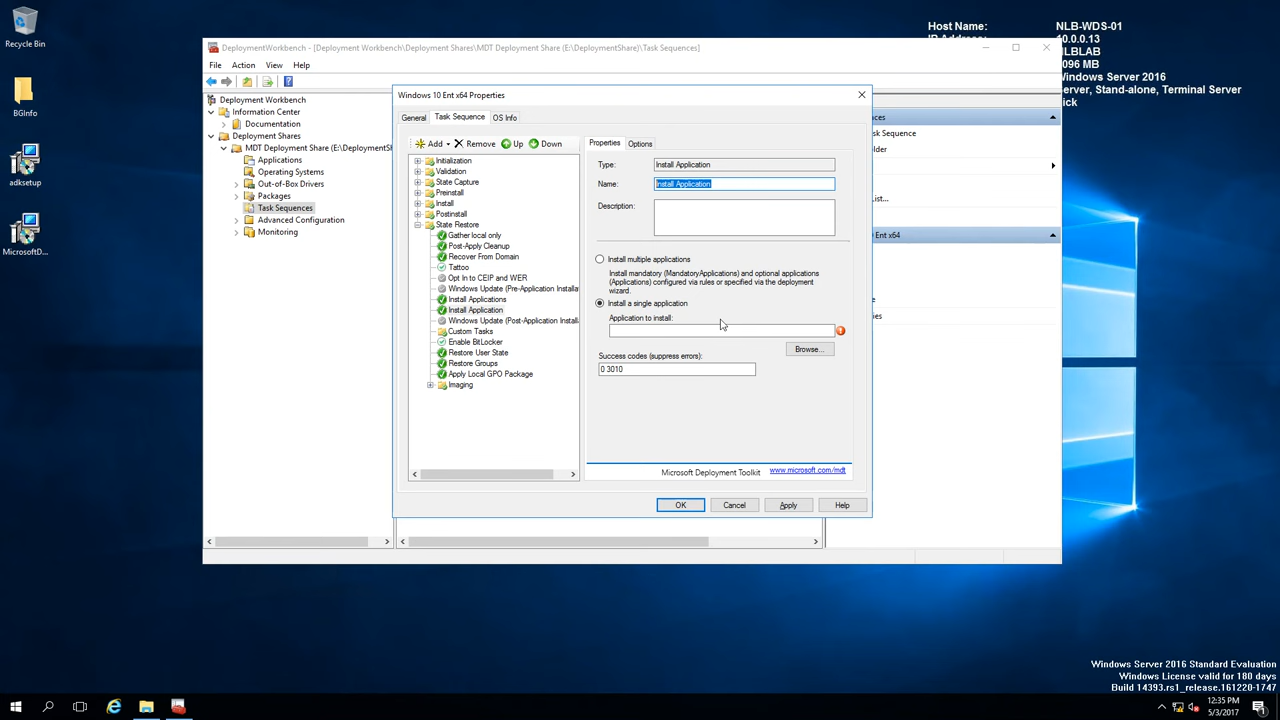 Recycle Bin
BGInfo
adksetup
MicrosoftD...
Host Name: NLB-WDS-01
10.0.0.13
NLBLAB
4096 MB
Windows Server 2016
Server, Stand-alone, Terminal Server
DeploymentWorkbench - [Deployment Workbench\Deployment Shares\MDT Deployment Share (E:\DeploymentShare)\Task Sequences]
File Action View Help
Deployment Workbench
Information Center
Documentation
Deployment Shares
MDT Deployment Share (E:\DeploymentSh
Applications
Operating Systems
Out-of-Box Drivers
Packages
Task Sequences
Advanced Configuration
Monitoring
Windows 10 Ent x64 Properties
General Task Sequence OS Info
Add Remove Up Down
Initialization
Validation
State Capture
Preinstall
Install
Postinstall
State Restore
Gather local only
Post-Apply Cleanup
Recover From Domain
Tattoo
Opt In to CEIP and WER
Windows Update (Pre-Application Installa
Install Applications
Install Application
Windows Update (Post-Application Install
Custom Tasks
Enable BitLocker
Restore User State
Restore Groups
Apply Local GPO Package
Imaging
Properties Options
Type: Install Application
Name: Install Application
Description:
Install multiple applications
Install mandatory (MandatoryApplications) and optional applications
(Applications) configured via rules or specified via the deployment
wizard.
Install a single application
Application to install:
Browse...
Success codes (suppress errors):
0 3010
Microsoft Deployment Toolkit www.microsoft.com/mdt
OK Cancel Apply Help
ences
sk Sequence
older
List...
0 Ent x64
e
ties
Windows Server 2016 Standard Evaluation
Windows License valid for 180 days
Build 14393.rs1_release.161220-1747
12:35 PM
5/3/2017
1